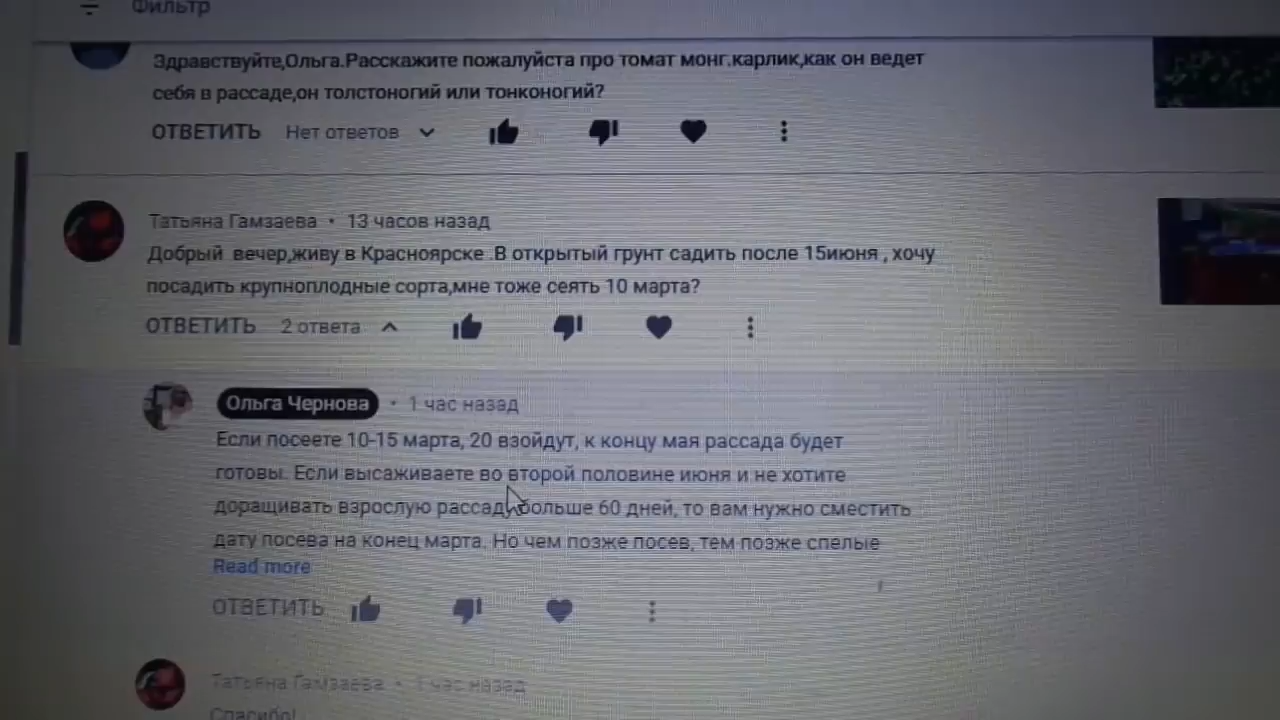 Фильтр
Здравствуйте,Ольга.Расскажите пожалуйста про томат монг.карлик,как он ведет
себя в рассаде,он толстоногий или тонконогий?
ОТВЕТИТЬ Нет ответов
Татьяна Гамзаева • 13 часов назад
Добрый вечер,живу в Красноярске .В открытый грунт садить после 15июня , хочу
посадить крупноплодные сорта,мне тоже сеять 10 марта?
ОТВЕТИТЬ 2 ответа
Ольга Чернова • 1 час назад
Если посеете 10-15 марта, 20 взойдут, к концу мая рассада будет
готовы. Если высаживаете во второй половине июня и не хотите
доращивать взрослую рассаду больше 60 дней, то вам нужно сместить
дату посева на конец марта. Но чем позже посев, тем позже спелые
Read more
ОТВЕТИТЬ
Татьяна Гамзаева • 1 час назад
Спасибо!